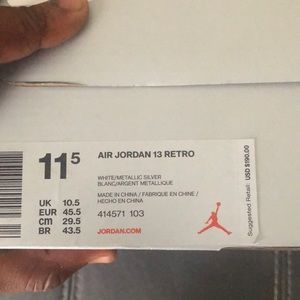 11 5
AIR JORDAN 13 RETRO
WHITE/METALLIC SILVER
BLANC/ARGENT METALLIQUE
MADE IN CHINA / FABRIQUE EN CHINE /
HECHO EN CHINA
414571 103
JORDAN.COM
UK 10.5
EUR 45.5
cm 29.5
BR 43.5
Suggested Retail: USD $190.00